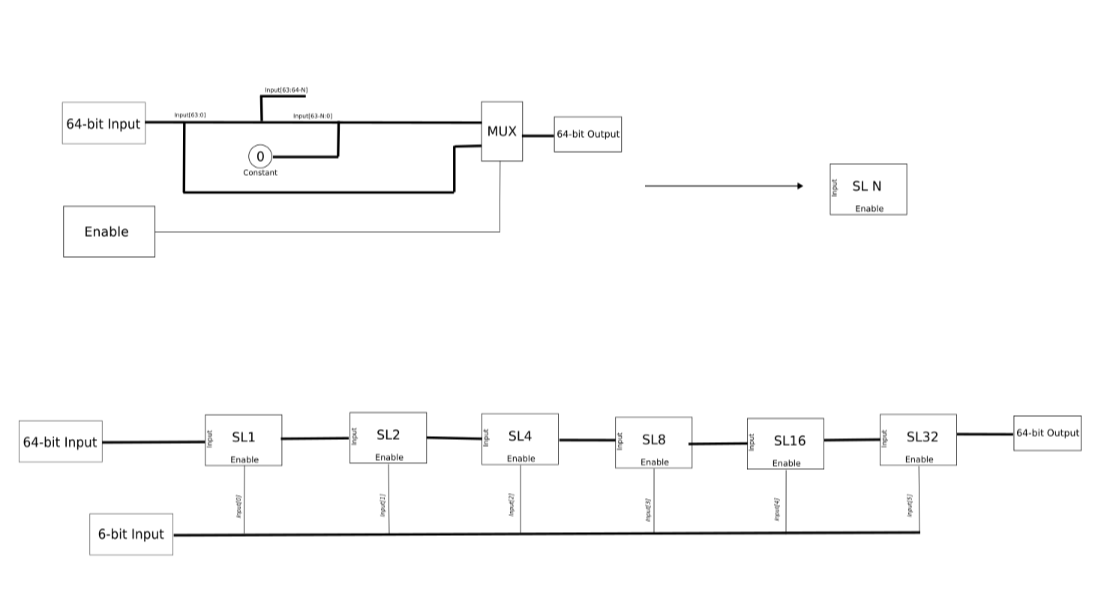 Input[63:64-N]
64-bit Input
Input[63:0]
Input[63-N:0]
MUX
64-bit Output
0
Constant
Input
SL N
Enable
Enable
64-bit Input
Input
SL1
Enable
Input
SL2
Enable
Input
SL4
Enable
Input
SL8
Enable
Input
SL16
Enable
Input
SL32
Enable
64-bit Output
Input[0]
Input[1]
Input[2]
Input[3]
Input[4]
Input[5]
6-bit Input